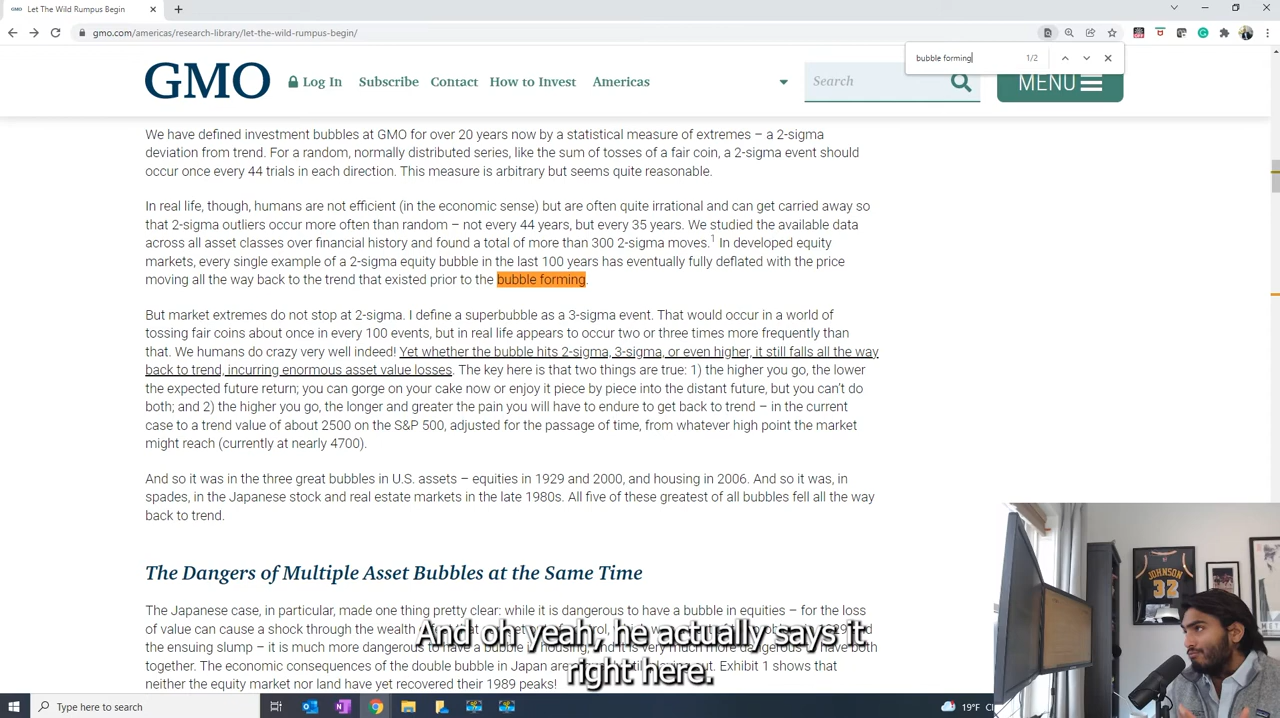 GMO Let The Wild Rumpus Begin
gmo.com/americas/research-library/let-the-wild-rumpus-begin/
bubble forming 1/2
GMO Log In Subscribe Contact How to Invest Americas Search MENU
We have defined investment bubbles at GMO for over 20 years now by a statistical measure of extremes – a 2-sigma
deviation from trend. For a random, normally distributed series, like the sum of tosses of a fair coin, a 2-sigma event should
occur once every 44 trials in each direction. This measure is arbitrary but seems quite reasonable.
In real life, though, humans are not efficient (in the economic sense) but are often quite irrational and can get carried away so
that 2-sigma outliers occur more often than random – not every 44 years, but every 35 years. We studied the available data
across all asset classes over financial history and found a total of more than 300 2-sigma moves.1 In developed equity
markets, every single example of a 2-sigma equity bubble in the last 100 years has eventually fully deflated with the price
moving all the way back to the trend that existed prior to the bubble forming.
But market extremes do not stop at 2-sigma. I define a superbubble as a 3-sigma event. That would occur in a world of
tossing fair coins about once in every 100 events, but in real life appears to occur two or three times more frequently than
that. We humans do crazy very well indeed! Yet whether the bubble hits 2-sigma, 3-sigma, or even higher, it still falls all the way
back to trend, incurring enormous asset value losses. The key here is that two things are true: 1) the higher you go, the lower
the expected future return; you can gorge on your cake now or enjoy it piece by piece into the distant future, but you can't do
both; and 2) the higher you go, the longer and greater the pain you will have to endure to get back to trend – in the current
case to a trend value of about 2500 on the S&P 500, adjusted for the passage of time, from whatever high point the market
might reach (currently at nearly 4700).
And so it was in the three great bubbles in U.S. assets – equities in 1929 and 2000, and housing in 2006. And so it was, in
spades, in the Japanese stock and real estate markets in the late 1980s. All five of these greatest of all bubbles fell all the way
back to trend.
The Dangers of Multiple Asset Bubbles at the Same Time
The Japanese case, in particular, made one thing pretty clear: while it is dangerous to have a bubble in equities – for the loss
of value can cause a shock through the wealth
the ensuing slump – it is much more dangerous to have a bubble in housing, and it is very much more dangerous to have both
together. The economic consequences of the double bubble in Japan are Exhibit 1 shows that
neither the equity market nor land have yet recovered their 1989 peaks!
And oh yeah, he actually says it
right here.
JOHNSON
32
Type here to search
19°F